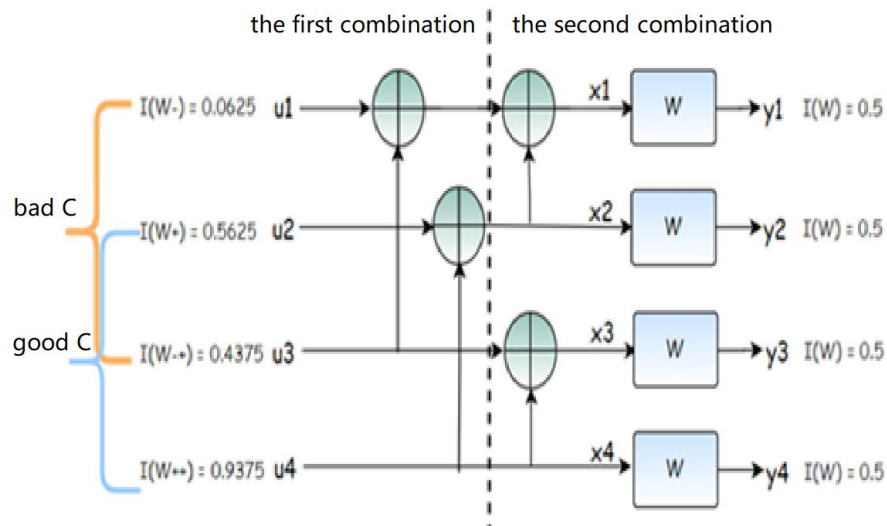 the first combination
the second combination
I(W-) = 0.0625 u1
x1
W
y1 I(W) = 0.5
bad C
I(W+) = 0.5625 u2
x2
W
y2 I(W) = 0.5
good C
I(W-+) = 0.4375 u3
x3
W
y3 I(W) = 0.5
I(W++) = 0.9375 u4
x4
W
y4 I(W) = 0.5